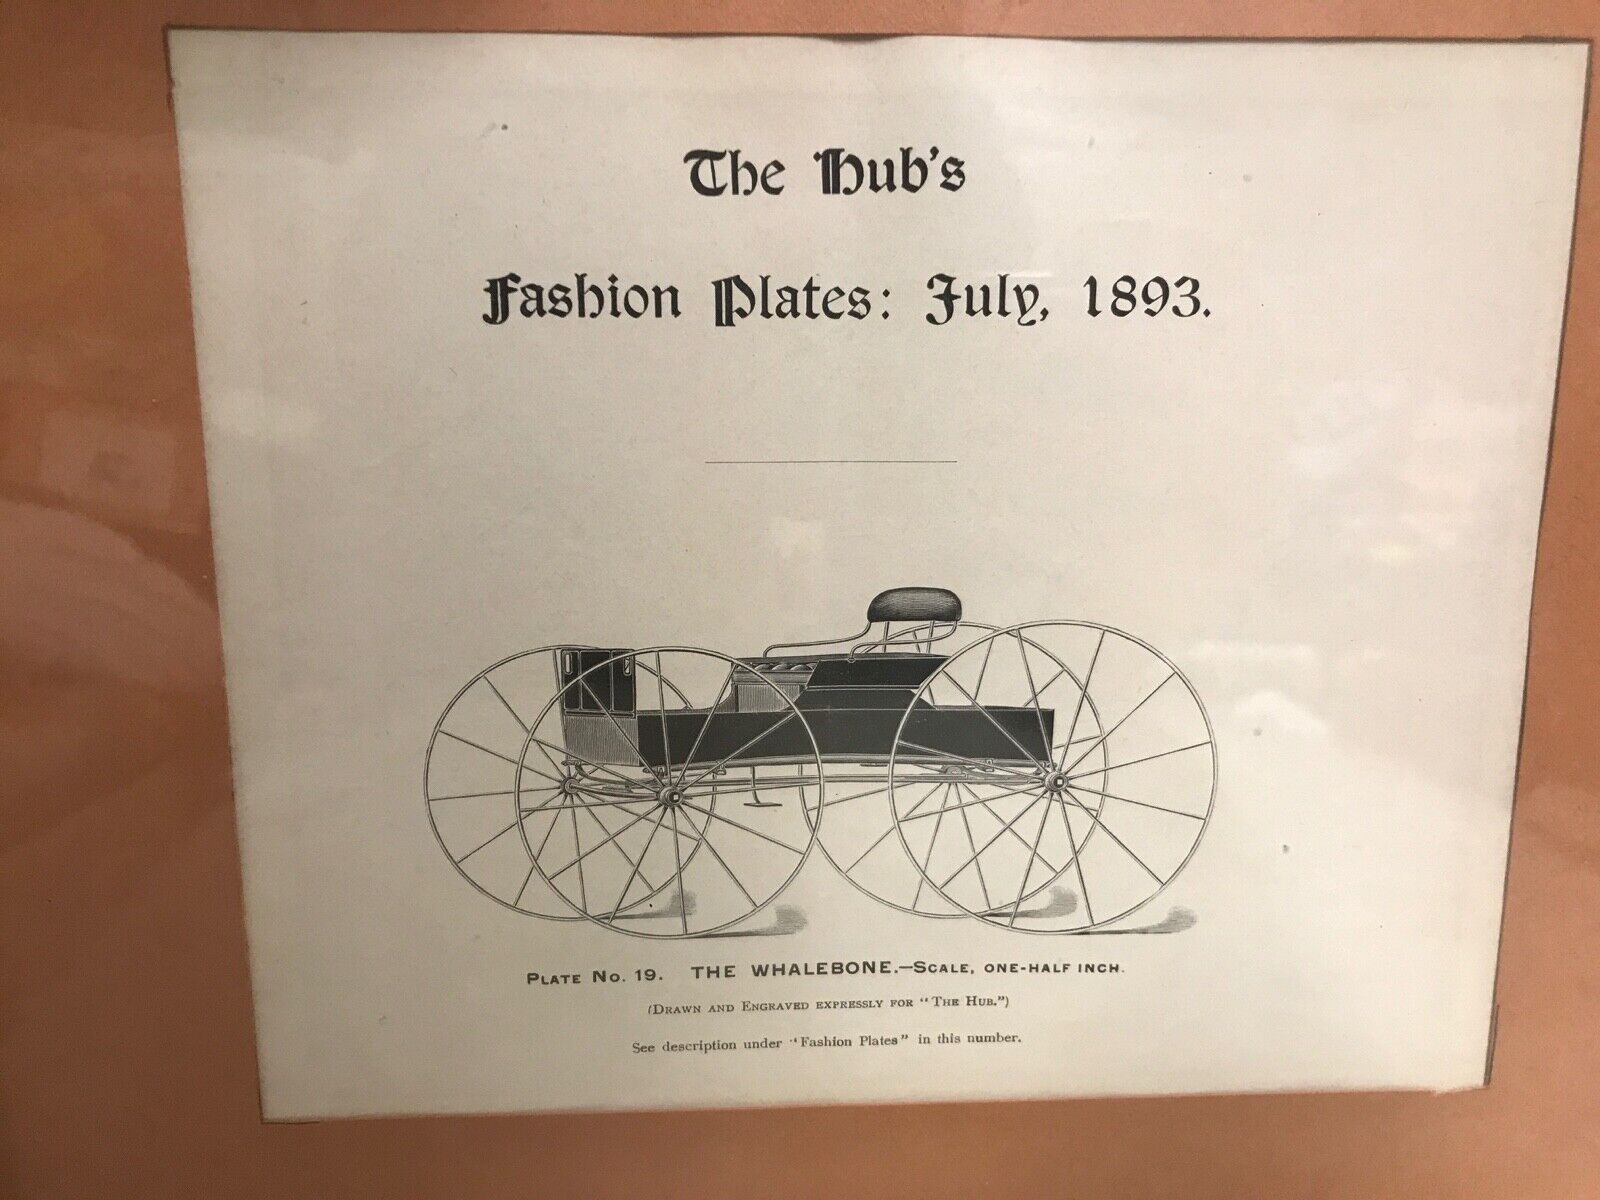 The Hub's
Fashion Plates: July, 1893.
PLATE NO. 19. THE WHALEBONE.—SCALE, ONE-HALF INCH.
(DRAWN AND ENGRAVED EXPRESSLY FOR "THE HUB.")
See description under "Fashion Plates" in this number.